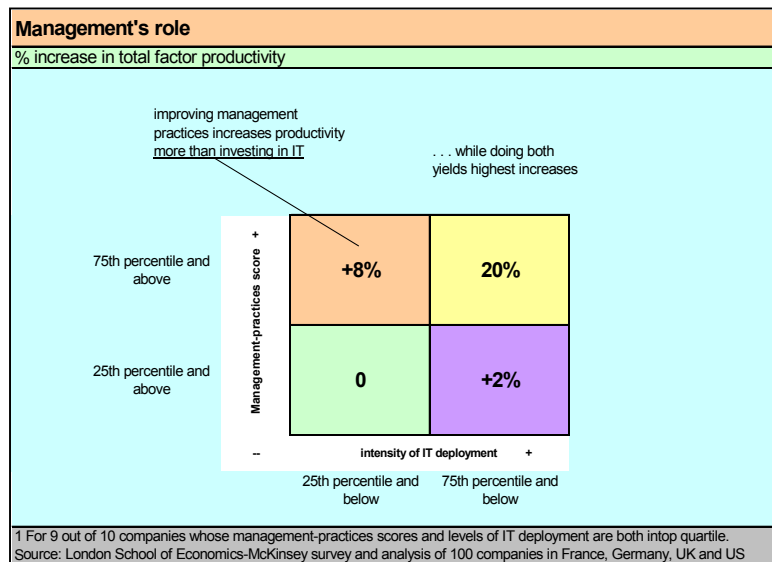 Management's role
% increase in total factor productivity
improving management
practices increases productivity
more than investing in IT
. . . while doing both
yields highest increases
75th percentile and
above
25th percentile and
above
Management-practices score +
+8%
20%
0
+2%
-- intensity of IT deployment +
25th percentile and
below
75th percentile and
below
1 For 9 out of 10 companies whose management-practices scores and levels of IT deployment are both intop quartile.
Source: London School of Economics-McKinsey survey and analysis of 100 companies in France, Germany, UK and US